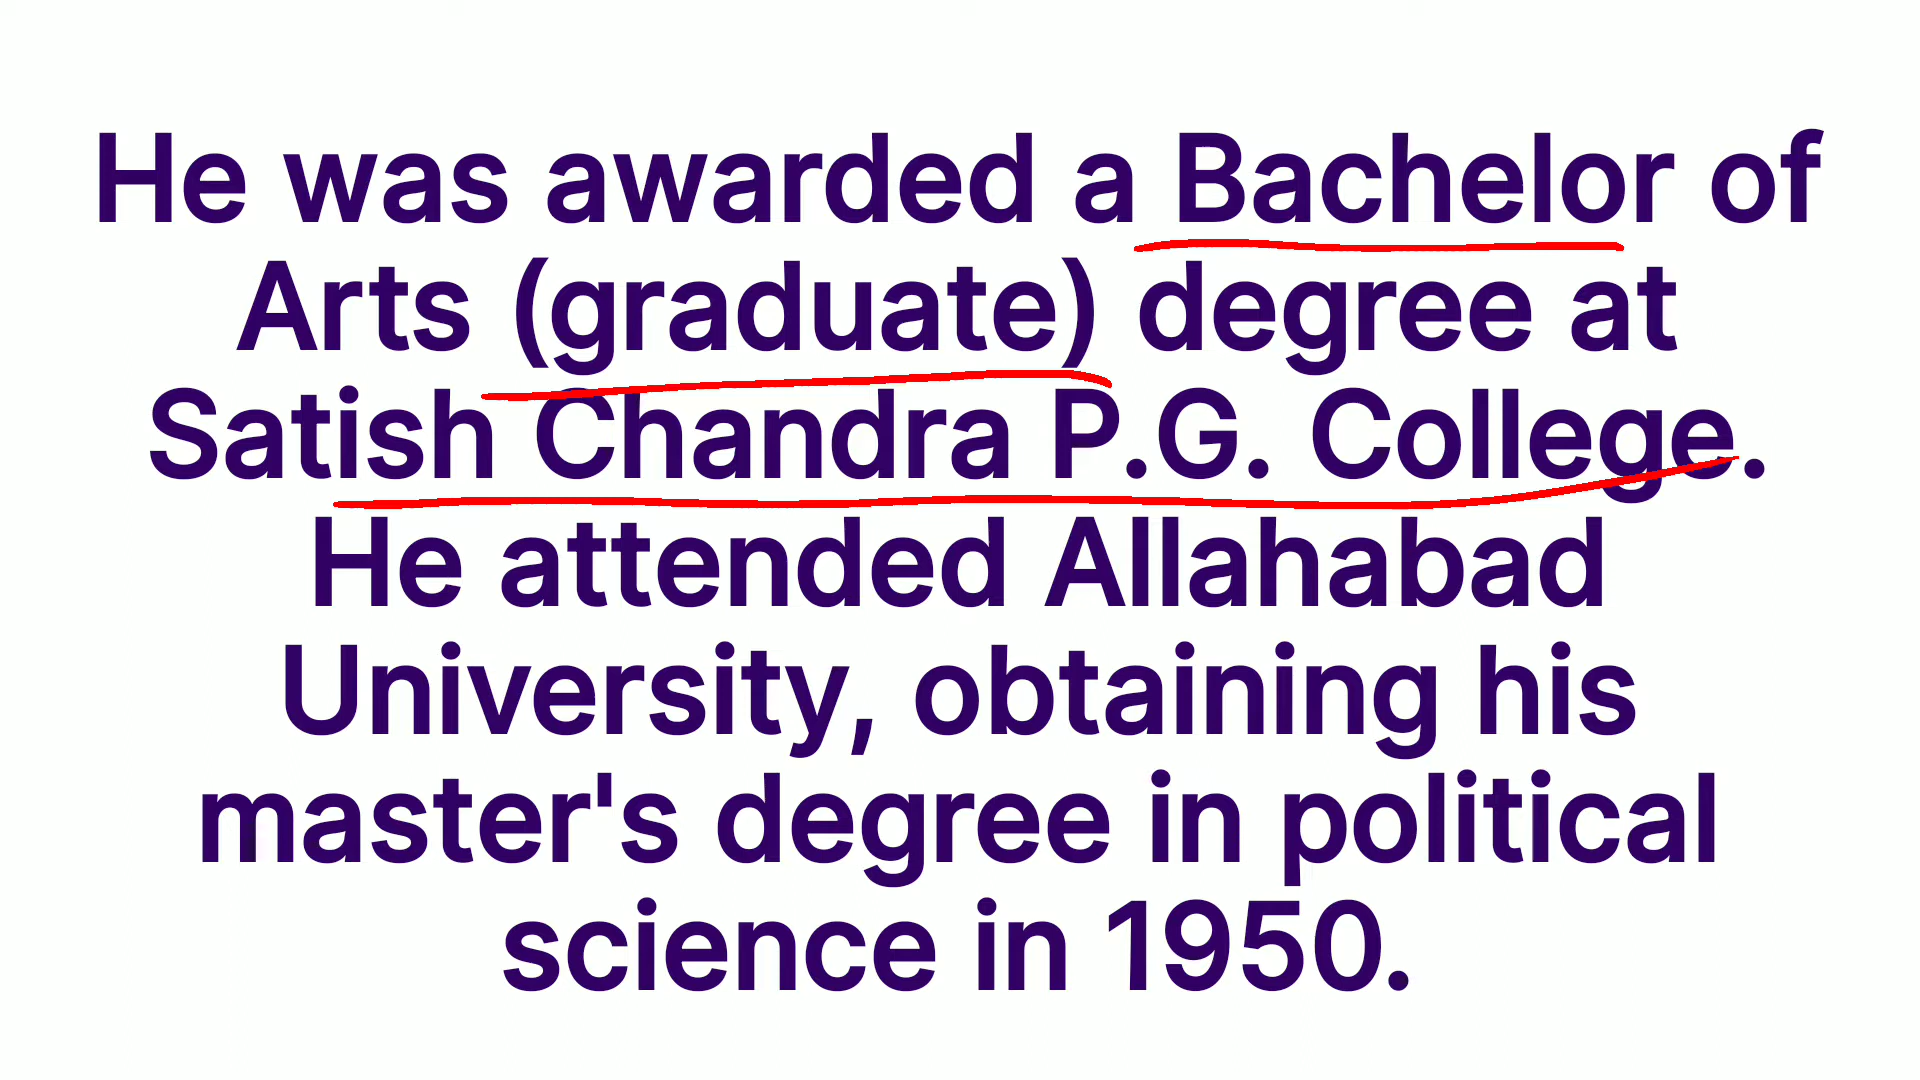 He was awarded a Bachelor of
Arts (graduate) degree at
Satish Chandra P.G. College.
He attended Allahabad
University, obtaining his
master's degree in political
science in 1950.